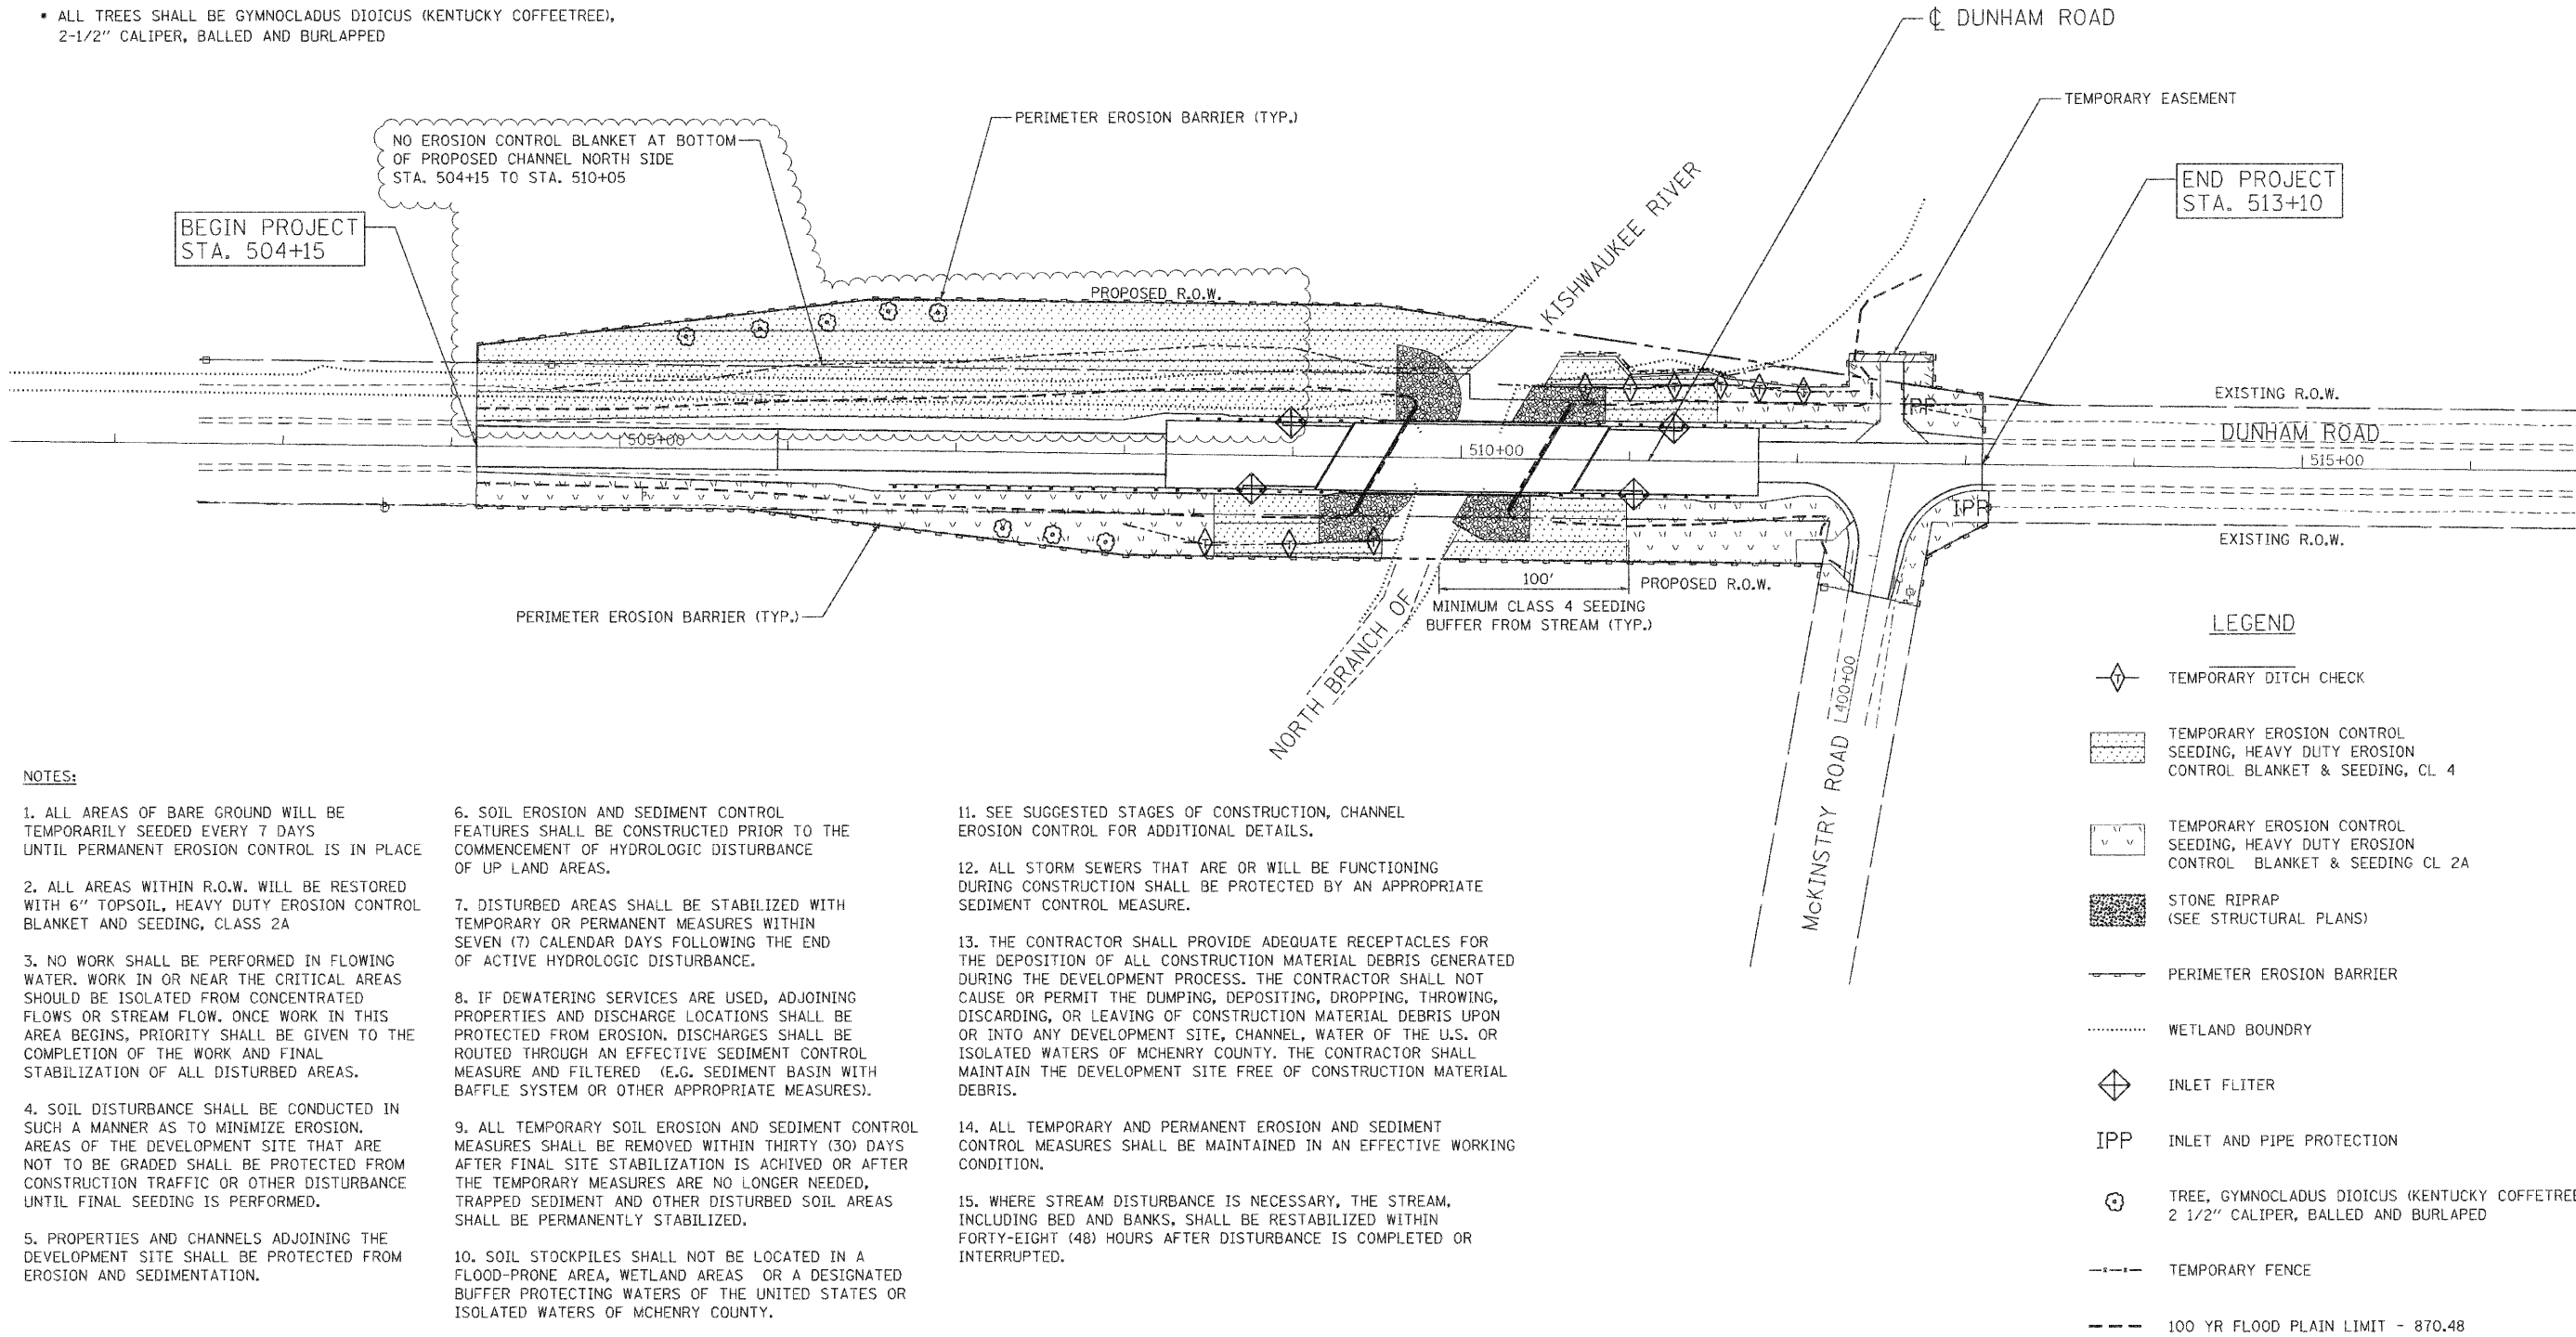 * ALL TREES SHALL BE GYMNOCLADUS DIOICUS (KENTUCKY COFFEETREE),
2-1/2" CALIPER, BALLED AND BURLAPPED
℄ DUNHAM ROAD
TEMPORARY EASEMENT
PERIMETER EROSION BARRIER (TYP.)
NO EROSION CONTROL BLANKET AT BOTTOM
OF PROPOSED CHANNEL NORTH SIDE
STA. 504+15 TO STA. 510+05
BEGIN PROJECT
STA. 504+15
END PROJECT
STA. 513+10
KISHWAUKEE RIVER
PROPOSED R.O.W.
EXISTING R.O.W.
IPP
DUNHAM ROAD
505+00
510+00
515+00
IPP
EXISTING R.O.W.
100'
PROPOSED R.O.W.
MINIMUM CLASS 4 SEEDING
BUFFER FROM STREAM (TYP.)
PERIMETER EROSION BARRIER (TYP.)
NORTH BRANCH OF
McKINSTRY ROAD
L400+00
LEGEND
T
TEMPORARY DITCH CHECK
TEMPORARY EROSION CONTROL
SEEDING, HEAVY DUTY EROSION
CONTROL BLANKET & SEEDING, CL 4
TEMPORARY EROSION CONTROL
SEEDING, HEAVY DUTY EROSION
CONTROL BLANKET & SEEDING CL 2A
STONE RIPRAP
(SEE STRUCTURAL PLANS)
PERIMETER EROSION BARRIER
WETLAND BOUNDRY
INLET FLITER
IPP INLET AND PIPE PROTECTION
TREE, GYMNOCLADUS DIOICUS (KENTUCKY COFFETREE
2 1/2" CALIPER, BALLED AND BURLAPED
TEMPORARY FENCE
100 YR FLOOD PLAIN LIMIT - 870.48
NOTES:
1. ALL AREAS OF BARE GROUND WILL BE
TEMPORARILY SEEDED EVERY 7 DAYS
UNTIL PERMANENT EROSION CONTROL IS IN PLACE
2. ALL AREAS WITHIN R.O.W. WILL BE RESTORED
WITH 6" TOPSOIL, HEAVY DUTY EROSION CONTROL
BLANKET AND SEEDING, CLASS 2A
3. NO WORK SHALL BE PERFORMED IN FLOWING
WATER. WORK IN OR NEAR THE CRITICAL AREAS
SHOULD BE ISOLATED FROM CONCENTRATED
FLOWS OR STREAM FLOW. ONCE WORK IN THIS
AREA BEGINS, PRIORITY SHALL BE GIVEN TO THE
COMPLETION OF THE WORK AND FINAL
STABILIZATION OF ALL DISTURBED AREAS.
4. SOIL DISTURBANCE SHALL BE CONDUCTED IN
SUCH A MANNER AS TO MINIMIZE EROSION.
AREAS OF THE DEVELOPMENT SITE THAT ARE
NOT TO BE GRADED SHALL BE PROTECTED FROM
CONSTRUCTION TRAFFIC OR OTHER DISTURBANCE
UNTIL FINAL SEEDING IS PERFORMED.
5. PROPERTIES AND CHANNELS ADJOINING THE
DEVELOPMENT SITE SHALL BE PROTECTED FROM
EROSION AND SEDIMENTATION.
6. SOIL EROSION AND SEDIMENT CONTROL
FEATURES SHALL BE CONSTRUCTED PRIOR TO THE
COMMENCEMENT OF HYDROLOGIC DISTURBANCE
OF UP LAND AREAS.
7. DISTURBED AREAS SHALL BE STABILIZED WITH
TEMPORARY OR PERMANENT MEASURES WITHIN
SEVEN (7) CALENDAR DAYS FOLLOWING THE END
OF ACTIVE HYDROLOGIC DISTURBANCE.
8. IF DEWATERING SERVICES ARE USED, ADJOINING
PROPERTIES AND DISCHARGE LOCATIONS SHALL BE
PROTECTED FROM EROSION. DISCHARGES SHALL BE
ROUTED THROUGH AN EFFECTIVE SEDIMENT CONTROL
MEASURE AND FILTERED (E.G. SEDIMENT BASIN WITH
BAFFLE SYSTEM OR OTHER APPROPRIATE MEASURES).
9. ALL TEMPORARY SOIL EROSION AND SEDIMENT CONTROL
MEASURES SHALL BE REMOVED WITHIN THIRTY (30) DAYS
AFTER FINAL SITE STABILIZATION IS ACHIVED OR AFTER
THE TEMPORARY MEASURES ARE NO LONGER NEEDED,
TRAPPED SEDIMENT AND OTHER DISTURBED SOIL AREAS
SHALL BE PERMANENTLY STABILIZED.
10. SOIL STOCKPILES SHALL NOT BE LOCATED IN A
FLOOD-PRONE AREA, WETLAND AREAS OR A DESIGNATED
BUFFER PROTECTING WATERS OF THE UNITED STATES OR
ISOLATED WATERS OF MCHENRY COUNTY.
11. SEE SUGGESTED STAGES OF CONSTRUCTION, CHANNEL
EROSION CONTROL FOR ADDITIONAL DETAILS.
12. ALL STORM SEWERS THAT ARE OR WILL BE FUNCTIONING
DURING CONSTRUCTION SHALL BE PROTECTED BY AN APPROPRIATE
SEDIMENT CONTROL MEASURE.
13. THE CONTRACTOR SHALL PROVIDE ADEQUATE RECEPTACLES FOR
THE DEPOSITION OF ALL CONSTRUCTION MATERIAL DEBRIS GENERATED
DURING THE DEVELOPMENT PROCESS. THE CONTRACTOR SHALL NOT
CAUSE OR PERMIT THE DUMPING, DEPOSITING, DROPPING, THROWING,
DISCARDING, OR LEAVING OF CONSTRUCTION MATERIAL DEBRIS UPON
OR INTO ANY DEVELOPMENT SITE, CHANNEL, WATER OF THE U.S. OR
ISOLATED WATERS OF MCHENRY COUNTY. THE CONTRACTOR SHALL
MAINTAIN THE DEVELOPMENT SITE FREE OF CONSTRUCTION MATERIAL
DEBRIS.
14. ALL TEMPORARY AND PERMANENT EROSION AND SEDIMENT
CONTROL MEASURES SHALL BE MAINTAINED IN AN EFFECTIVE WORKING
CONDITION.
15. WHERE STREAM DISTURBANCE IS NECESSARY, THE STREAM,
INCLUDING BED AND BANKS, SHALL BE RESTABILIZED WITHIN
FORTY-EIGHT (48) HOURS AFTER DISTURBANCE IS COMPLETED OR
INTERRUPTED.